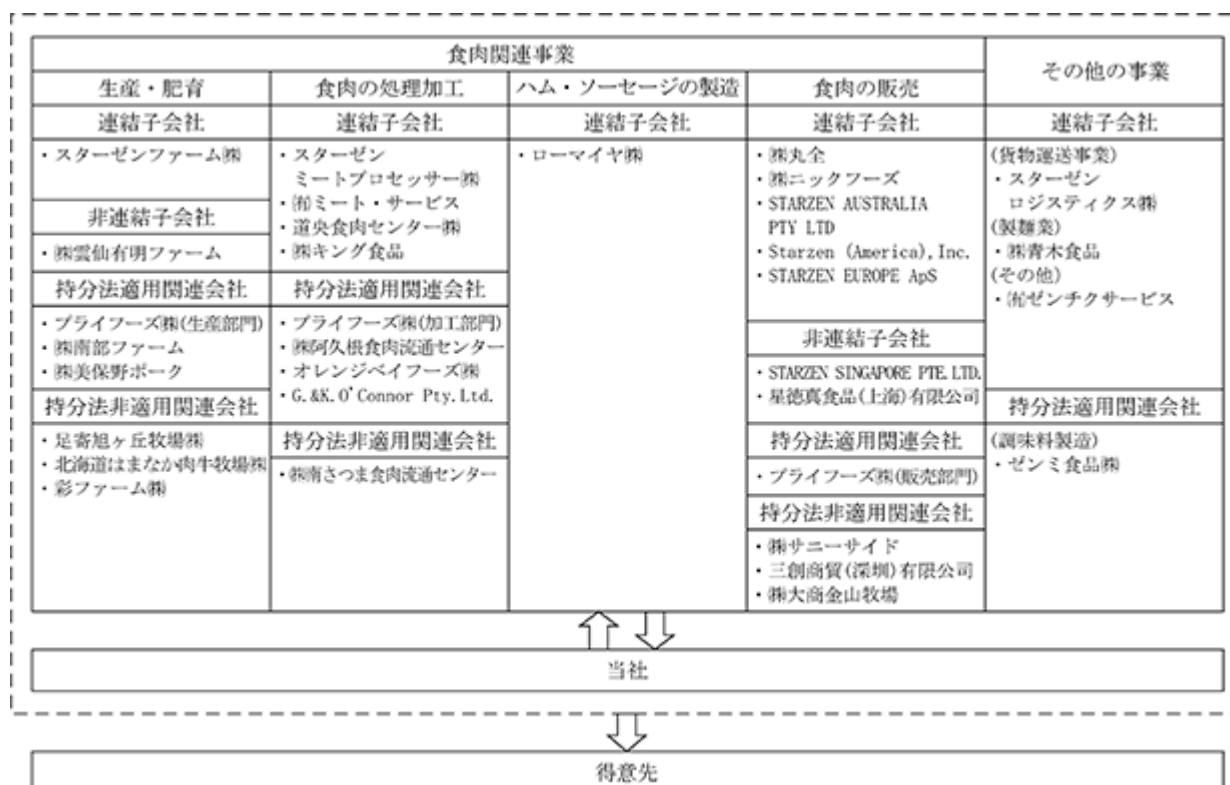 食肉関連事業
その他の事業
生産・肥育
食肉の処理加工
ハム・ソーセージの製造
食肉の販売
連結子会社
連結子会社
連結子会社
連結子会社
連結子会社
・スターゼンファーム㈱
非連結子会社
・㈱雲仙有明ファーム
持分法適用関連会社
・プライフーズ㈱(生産部門)
・㈱南部ファーム
・㈱美保野ポーク
持分法非適用関連会社
・足寄旭ヶ丘牧場㈱
・北海道はまなか肉牛牧場㈱
・彩ファーム㈱
・スターゼン
ミートプロセッサー㈱
・㈲ミート・サービス
・道央食肉センター㈱
・㈱キング食品
持分法適用関連会社
・プライフーズ㈱(加工部門)
・㈱阿久根食肉流通センター
・オレンジベイフーズ㈱
・G.&K.O'Connor Pty.Ltd.
持分法非適用関連会社
・㈱南さつま食肉流通センター
・ローマイヤ㈱
・㈱丸全
・㈱ニックフーズ
・STARZEN AUSTRALIA
PTY LTD
・Starzen (America),Inc.
・STARZEN EUROPE ApS
非連結子会社
・STARZEN SINGAPORE PTE.LTD.
・星徳真食品(上海)有限公司
持分法適用関連会社
・プライフーズ㈱(販売部門)
持分法非適用関連会社
・㈱サニーサイド
・三創商貿(深圳)有限公司
・㈱大商金山牧場
(貨物運送事業)
・スターゼン
ロジスティクス㈱
(製麺業)
・㈱青木食品
(その他)
・㈲ゼンチクサービス
持分法適用関連会社
(調味料製造)
・ゼンミ食品㈱
当社
得意先